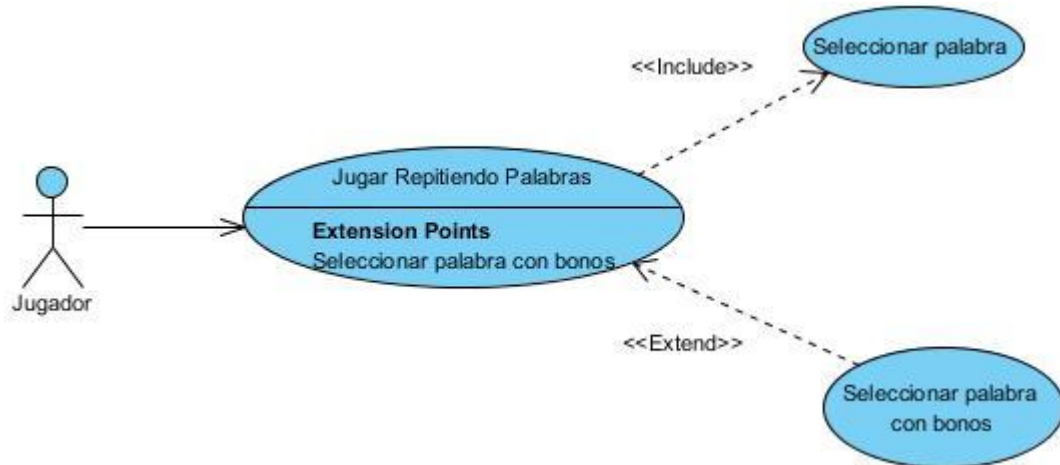 Seleccionar palabra
<<Include>>
Jugar Repitiendo Palabras
Extension Points
Seleccionar palabra con bonos
Jugador
<<Extend>>
Seleccionar palabra
con bonos